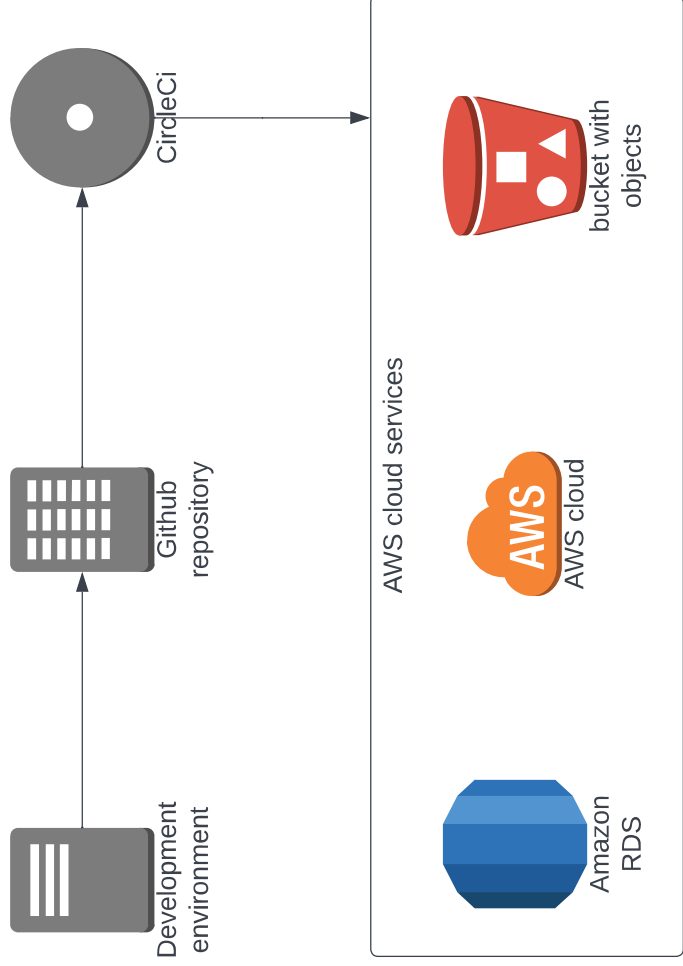 Development
environment
Github
repository
CircleCi
AWS cloud services
Amazon
RDS
AWS
AWS cloud
bucket with
objects